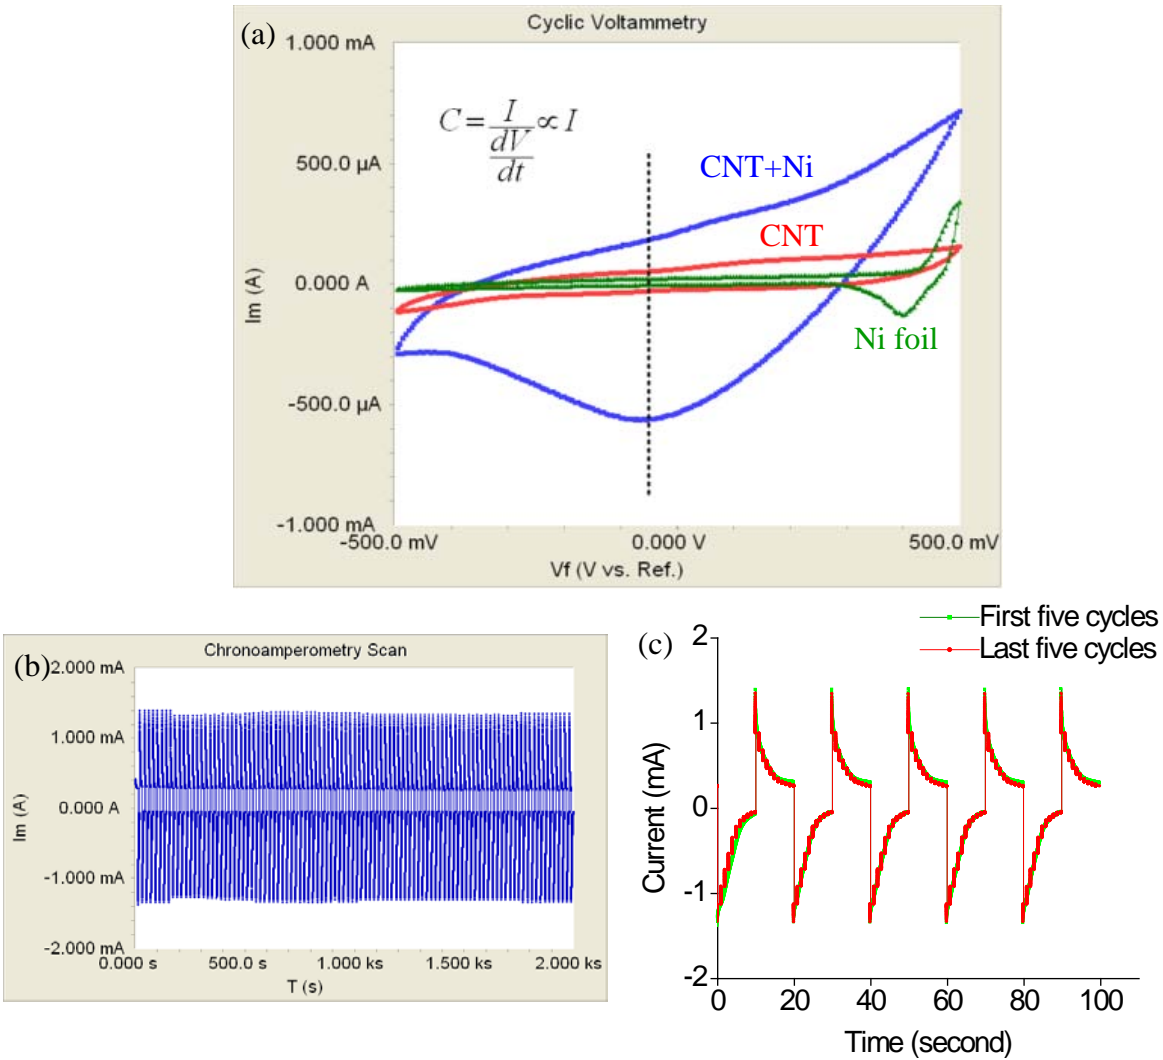 (a)
Cyclic Voltammetry
1.000 mA
500.0 µA
0.000 A
-500.0 µA
-1.000 mA
Im (A)
C = I / (dV/dt) ∝ I
CNT+Ni
CNT
Ni foil
-500.0 mV
0.000 V
500.0 mV
Vf (V vs. Ref.)
(b)
Chronoamperometry Scan
2.000 mA
1.000 mA
0.000 A
-1.000 mA
-2.000 mA
Im (A)
0.000 s
500.0 s
1.000 ks
1.500 ks
2.000 ks
T (s)
(c)
First five cycles
Last five cycles
2
1
0
-1
-2
Current (mA)
0
20
40
60
80
100
Time (second)